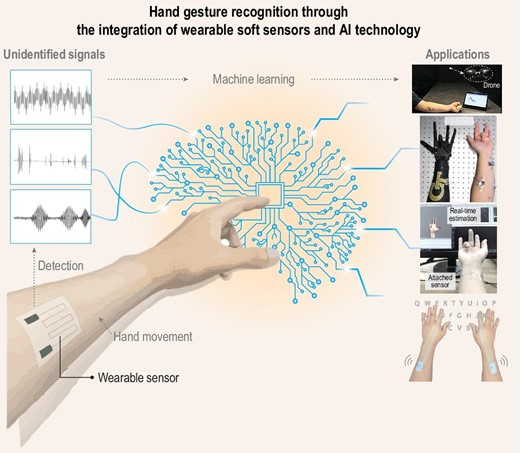 Hand gesture recognition through
the integration of wearable soft sensors and AI technology
Unidentified signals
Machine learning
Applications
Drone
GT
Real-time
estimation
Attached
sensor
Detection
Hand movement
Wearable sensor
Q W E R T Y U I O P
F G H
C V B